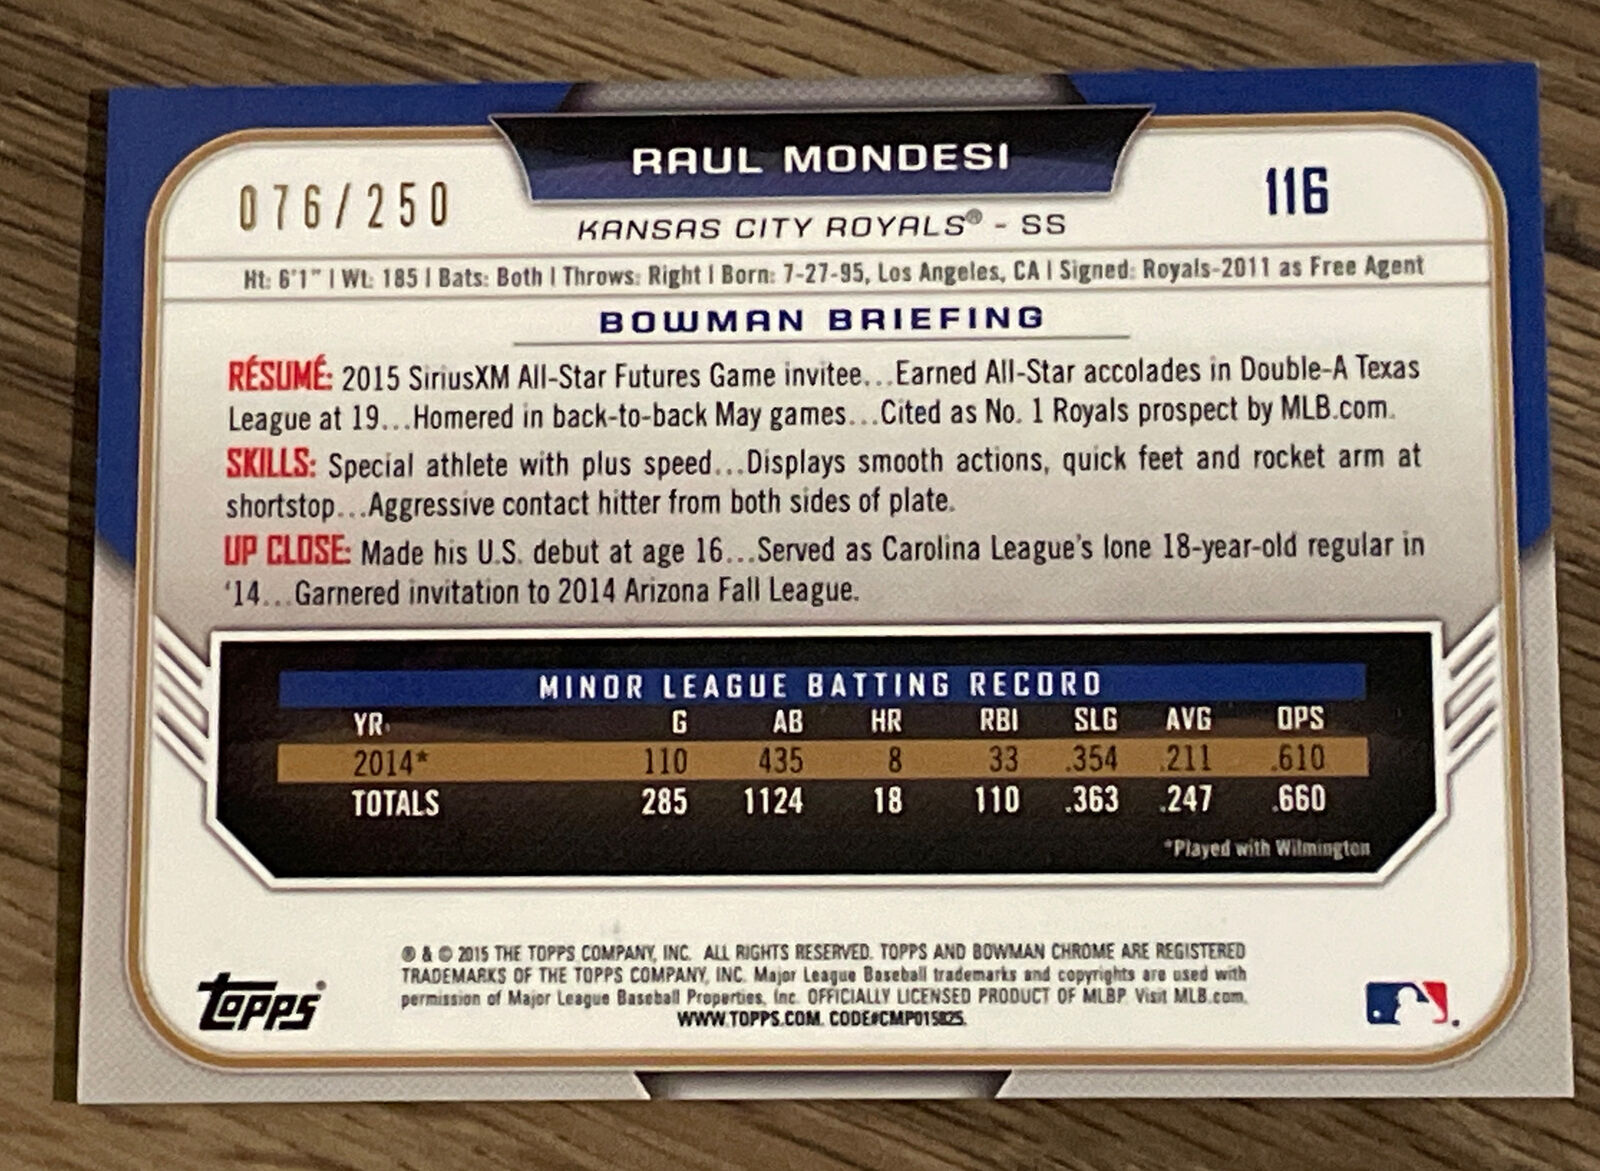 RAUL MONDESI
076/250
116
KANSAS CITY ROYALS® - SS
Ht: 6'1" | Wt: 185 | Bats: Both | Throws: Right | Born: 7-27-95, Los Angeles, CA | Signed: Royals-2011 as Free Agent
BOWMAN BRIEFING
RÉSUMÉ: 2015 SiriusXM All-Star Futures Game invitee...Earned All-Star accolades in Double-A Texas
League at 19...Homered in back-to-back May games...Cited as No. 1 Royals prospect by MLB.com.
SKILLS: Special athlete with plus speed...Displays smooth actions, quick feet and rocket arm at
shortstop...Aggressive contact hitter from both sides of plate.
UP CLOSE: Made his U.S. debut at age 16...Served as Carolina League's lone 18-year-old regular in
'14...Garnered invitation to 2014 Arizona Fall League.
MINOR LEAGUE BATTING RECORD
YR. G AB HR RBI SLG AVG OPS
2014* 110 435 8 33 .354 .211 .610
TOTALS 285 1124 18 110 .363 .247 .660
*Played with Wilmington
® & © 2015 THE TOPPS COMPANY, INC. ALL RIGHTS RESERVED. TOPPS AND BOWMAN CHROME ARE REGISTERED
TRADEMARKS OF THE TOPPS COMPANY, INC. Major League Baseball trademarks and copyrights are used with
permission of Major League Baseball Properties, Inc. OFFICIALLY LICENSED PRODUCT OF MLBP. Visit MLB.com.
WWW.TOPPS.COM. CODE#CMP015825.
TOPPS®